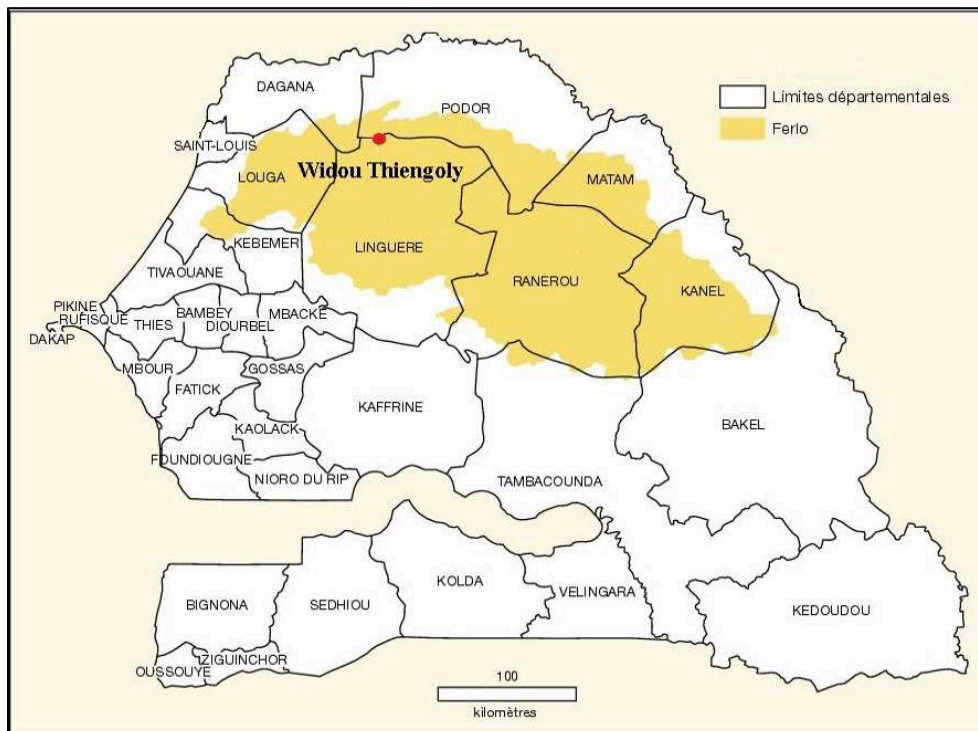 DAGANA
PODOR
Limites départementales
Ferlo
SAINT-LOUIS
Widou Thiengoly
LOUGA
MATAM
KEBEMER
LINGUERE
TIVAOUANE
RANEROU
KANEL
PIKINE
RUFISQUE
DAKAP
THIES
BAMBEY
DIOURBEL
MBACKE
MBOUR
GOSSAS
FATICK
KAFFRINE
BAKEL
KAOLACK
FOUNDIOUGNE
NIORO DU RIP
TAMBACOUNDA
BIGNONA
SEDHIOU
KOLDA
VELINGARA
KEDOUDOU
OUSSOUYE
ZIGUINCHOR
100
kilomètres